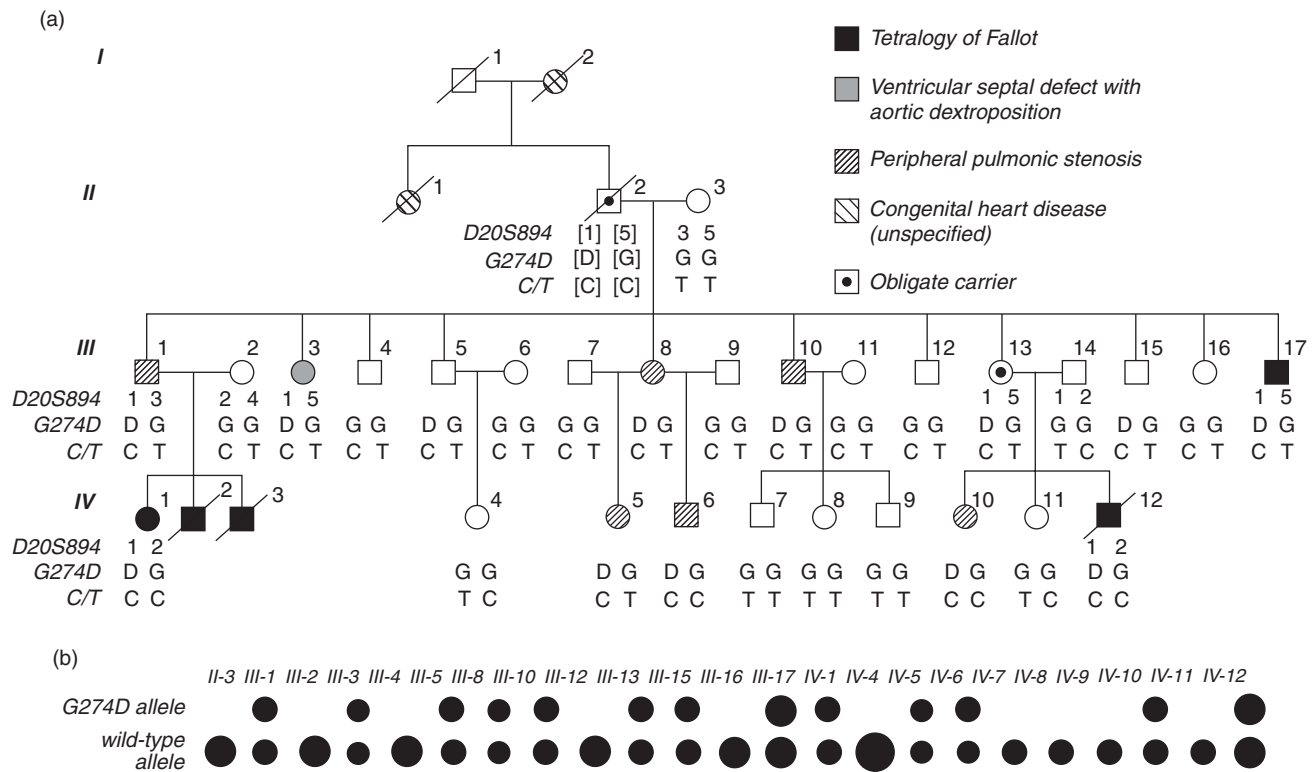 (a)
I
1 2
Tetralogy of Fallot
Ventricular septal defect with
aortic dextroposition
Peripheral pulmonic stenosis
Congenital heart disease
(unspecified)
Obligate carrier
II
1 2 3
D20S894 [1] [5] 3 5
G274D [D] [G] G G
C/T [C] [C] T T
III
1 2 3 4 5 6 7 8 9 10 11 12 13 14 15 16 17
D20S894 1 3 2 4 1 5 1 5 1 2 1 5
G274D D G G G D G G G D G G G G G D G G G D G G G G G D G G G D G G G D G
C/T C T C T C T C T C T C T C T C T C T C T C T C T C T T C C T C T C T
IV
1 2 3 4 5 6 7 8 9 10 11 12
D20S894 1 2 1 2
G274D D G G G D G D G G G G G G G D G G G D G
C/T C C T C C T C C T T T T T T C C T C C C
(b)
II-3 III-1 III-2 III-3 III-4 III-5 III-8 III-10 III-12 III-13 III-15 III-16 III-17 IV-1 IV-4 IV-5 IV-6 IV-7 IV-8 IV-9 IV-10 IV-11 IV-12
G274D allele
wild-type
allele